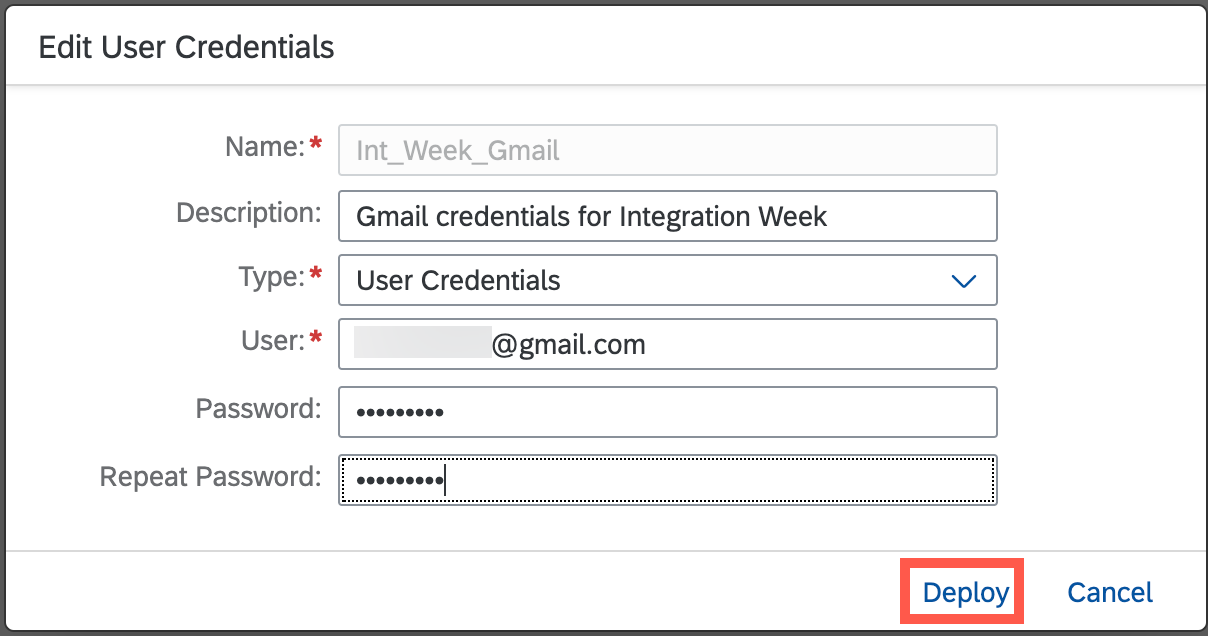 Edit User Credentials
Name:* Int_Week_Gmail
Description: Gmail credentials for Integration Week
Type:* User Credentials
User:* @gmail.com
Password: •••••••••
Repeat Password: •••••••••
Deploy Cancel